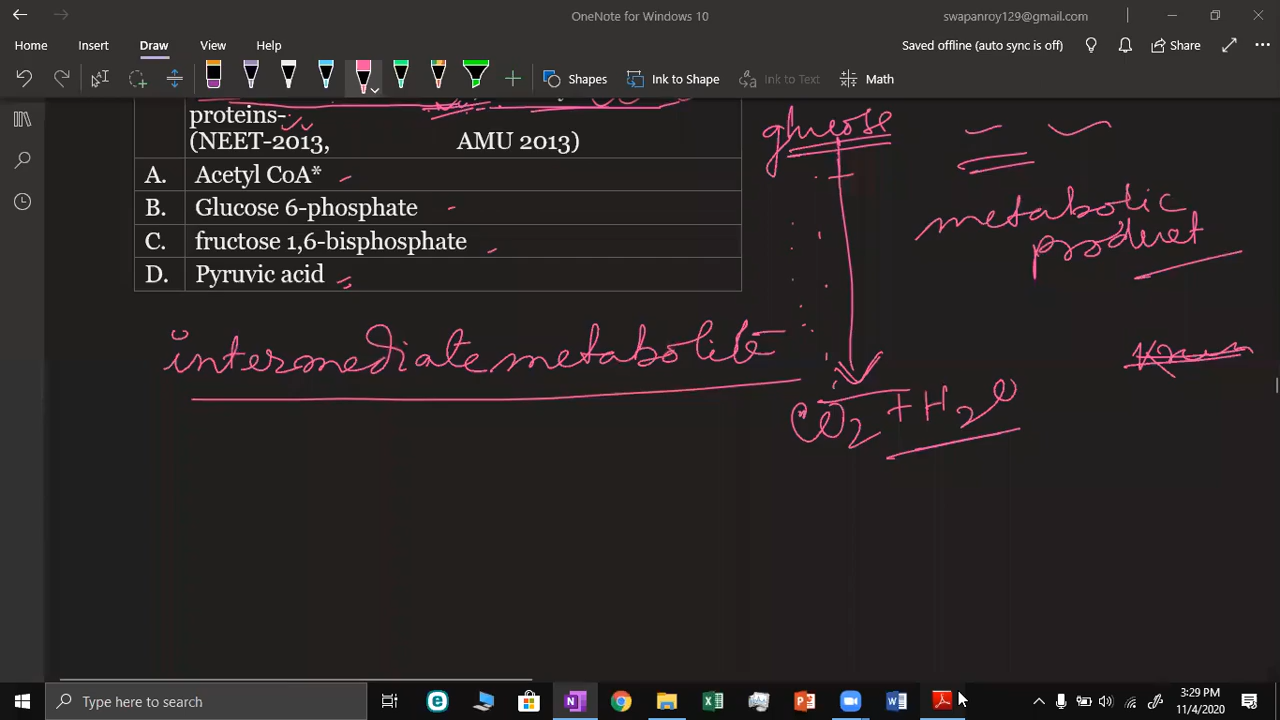 OneNote for Windows 10
swapanroy129@gmail.com
Home Insert Draw View Help
Saved offline (auto sync is off)
Share
Shapes
Ink to Shape
Ink to Text
Math
proteins-
(NEET-2013, AMU 2013)
A. Acetyl CoA*
B. Glucose 6-phosphate
C. fructose 1,6-bisphosphate
D. Pyruvic acid
glucose
metabolic
product
intermediate metabolite
CO2 + H2O
Type here to search
3:29 PM
11/4/2020